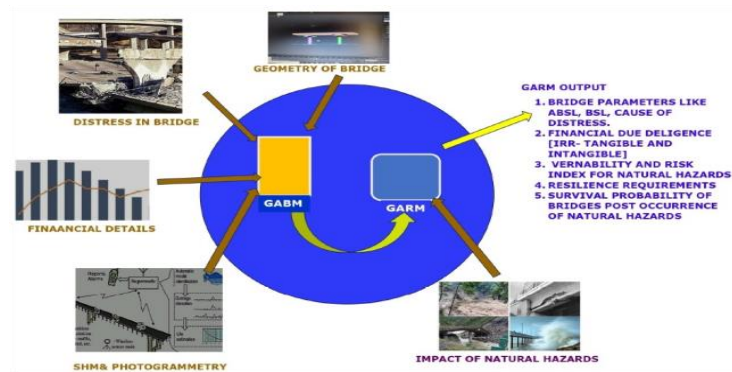 GEOMETRY OF BRIDGE
DISTRESS IN BRIDGE
FINAANCIAL DETAILS
SHM& PHOTOGRAMMETRY
GABM
GARM
IMPACT OF NATURAL HAZARDS
GARM OUTPUT
1. BRIDGE PARAMETERS LIKE
ABSL, BSL, CAUSE OF
DISTRESS.
2. FINANCIAL DUE DELIGENCE
[IRR- TANGIBLE AND
INTANGIBLE]
3. VERNABILITY AND RISK
INDEX FOR NATURAL HAZARDS
4. RESILIENCE REQUIREMENTS
5. SURVIVAL PROBABILITY OF
BRIDGES POST OCCURRENCE
OF NATURAL HAZARDS